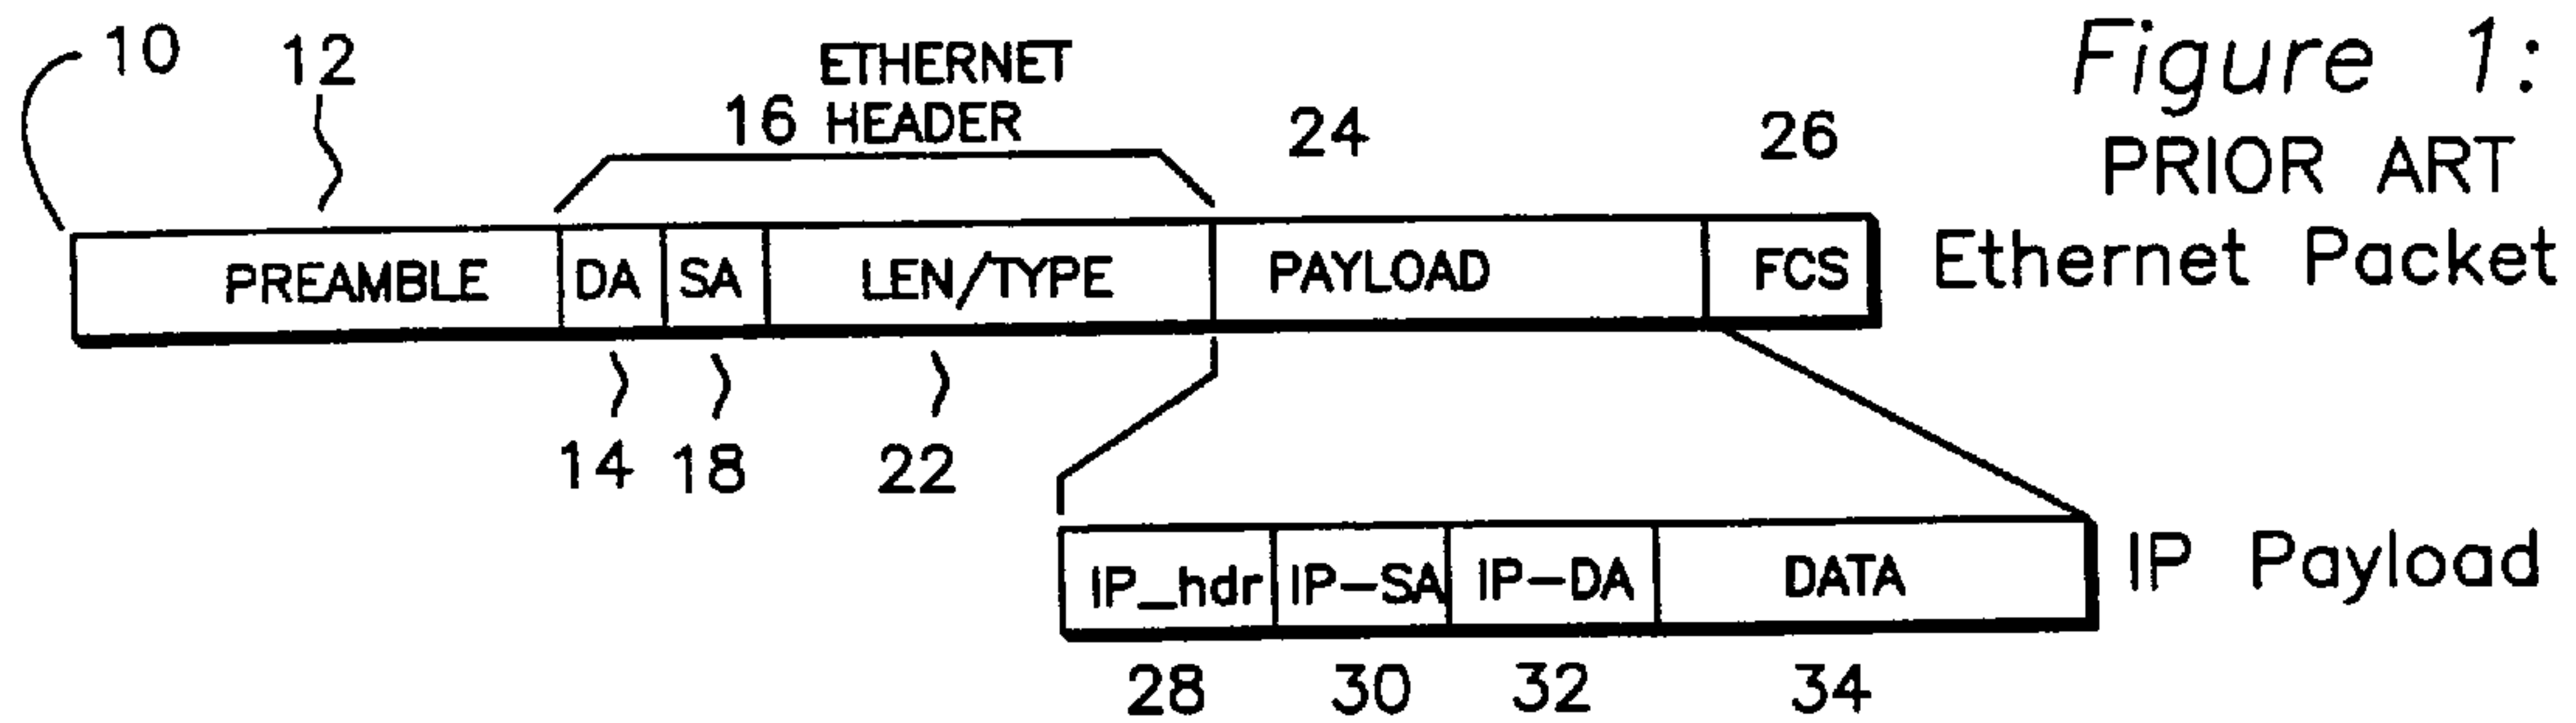 Figure 1:
PRIOR ART
10 12 16 ETHERNET HEADER 24 26
PREAMBLE DA SA LEN/TYPE PAYLOAD FCS Ethernet Packet
14 18 22
IP_hdr IP-SA IP-DA DATA IP Payload
28 30 32 34